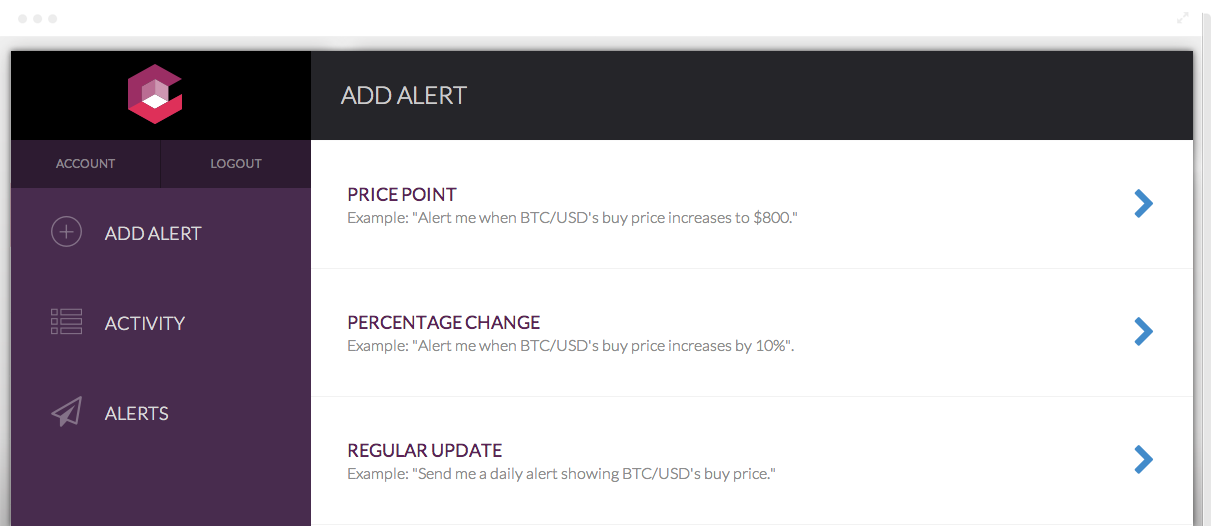 ADD ALERT
ACCOUNT
LOGOUT
ADD ALERT
ACTIVITY
ALERTS
PRICE POINT
Example: "Alert me when BTC/USD's buy price increases to $800."
PERCENTAGE CHANGE
Example: "Alert me when BTC/USD's buy price increases by 10%".
REGULAR UPDATE
Example: "Send me a daily alert showing BTC/USD's buy price."